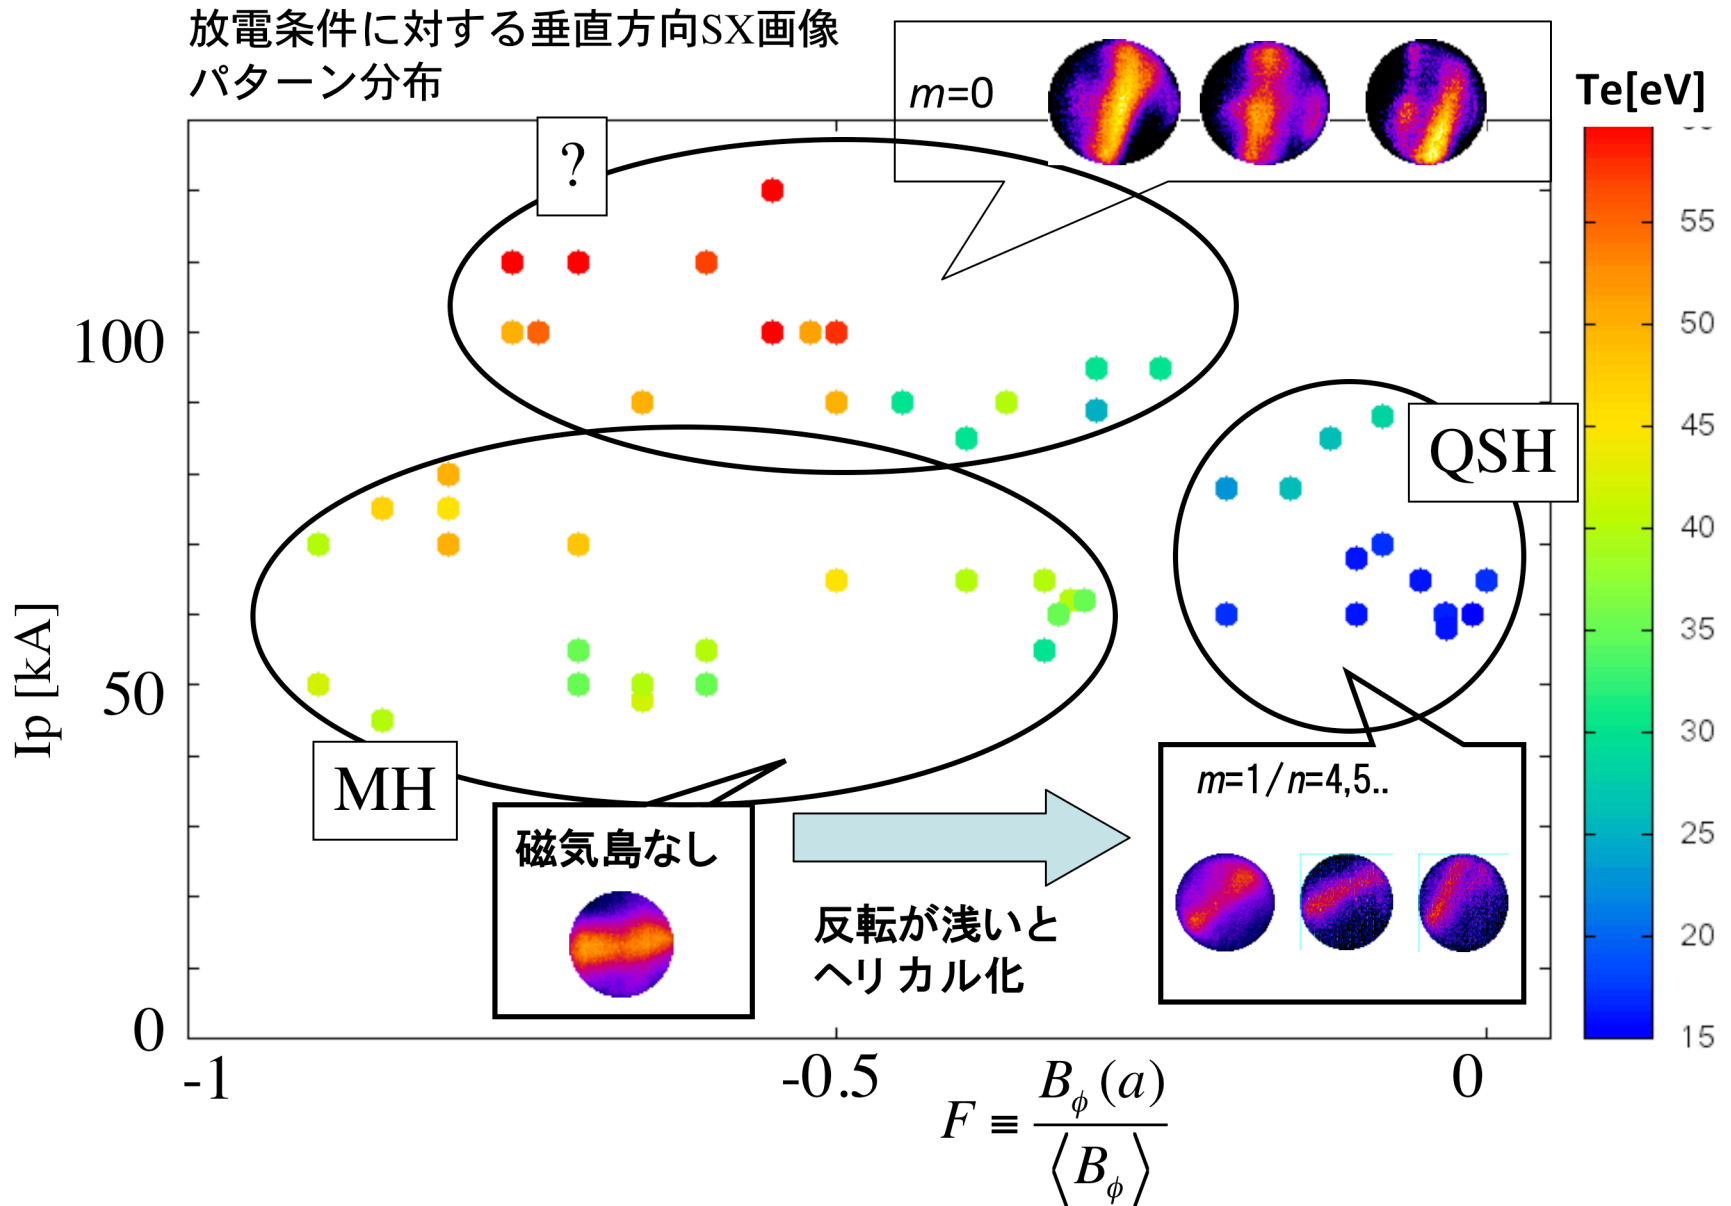 放電条件に対する垂直方向SX画像
パターン分布
m=0
Te[eV]
?
55
50
45
40
35
30
25
20
15
100
50
0
Ip [kA]
QSH
MH
磁気島なし
反転が浅いと
ヘリカル化
m=1/n=4,5..
-1
-0.5
0
F ≡ Bϕ(a) / ⟨Bϕ⟩